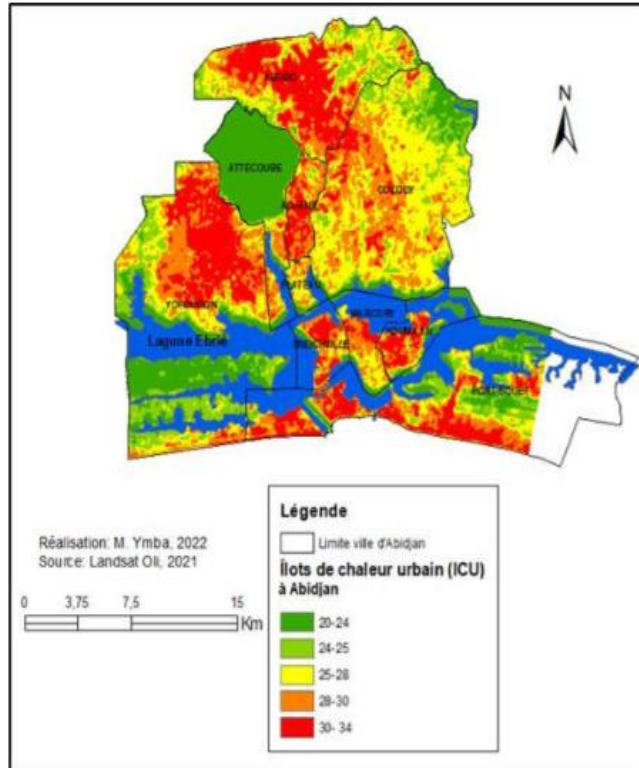 N
ABOBO
ATTECOUBE
COCODY
ADJAME
PLATEAU
YOPOUGON
MARCORY
Lagune Ebrié
TREICHVILLE
KOUMASSI
PORT-BOUET
Légende
Limite ville d'Abidjan
Îlots de chaleur urbain (ICU)
à Abidjan
20-24
24-25
25-28
28-30
30- 34
Réalisation: M. Ymba, 2022
Source: Landsat Oli, 2021
0 3,75 7,5 15
Km